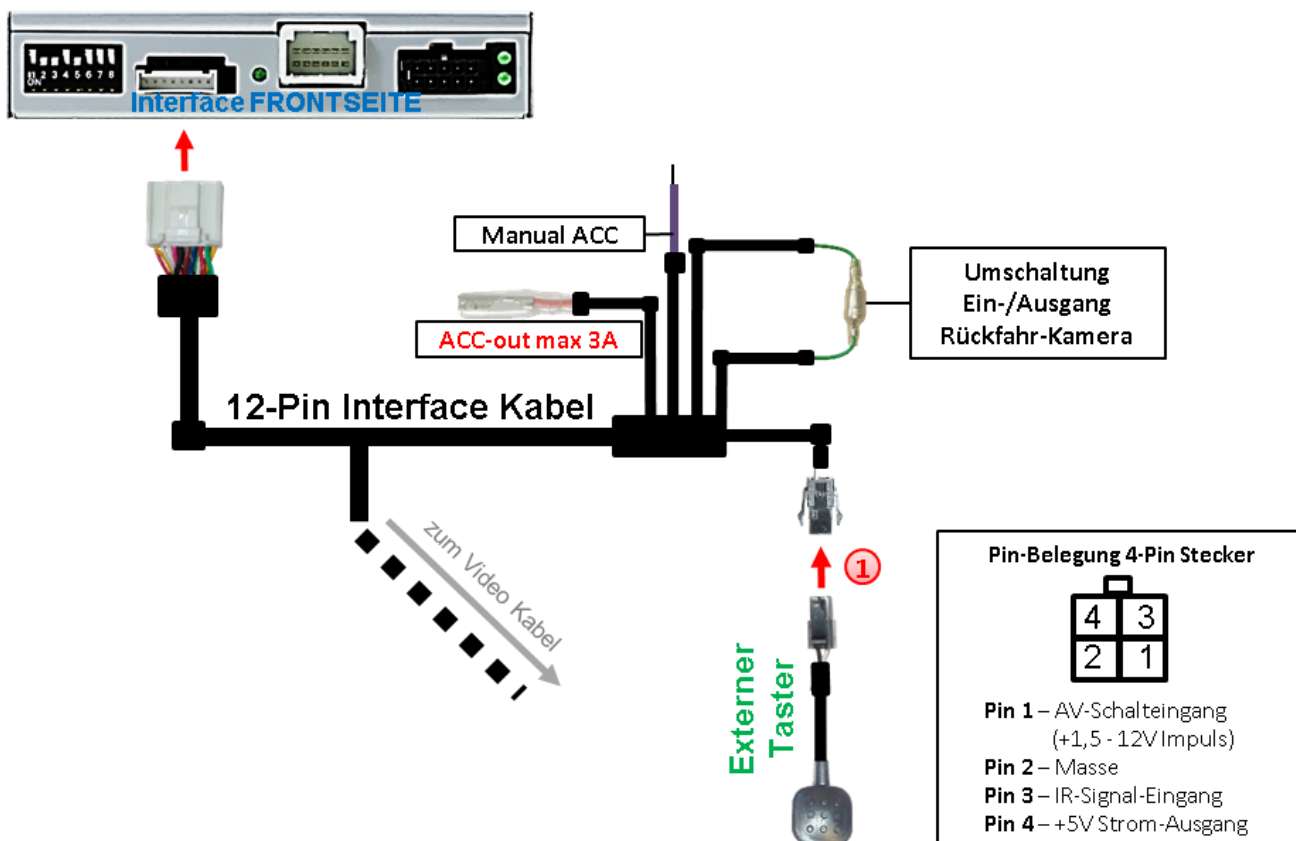 ON
1 2 3 4 5 6 7 8
Interface FRONTSEITE
Manual ACC
ACC-out max 3A
Umschaltung
Ein-/Ausgang
Rückfahr-Kamera
12-Pin Interface Kabel
zum Video Kabel
1
Externer
Taster
Pin-Belegung 4-Pin Stecker
4 3
2 1
Pin 1 – AV-Schalteingang
(+1,5 - 12V Impuls)
Pin 2 – Masse
Pin 3 – IR-Signal-Eingang
Pin 4 – +5V Strom-Ausgang